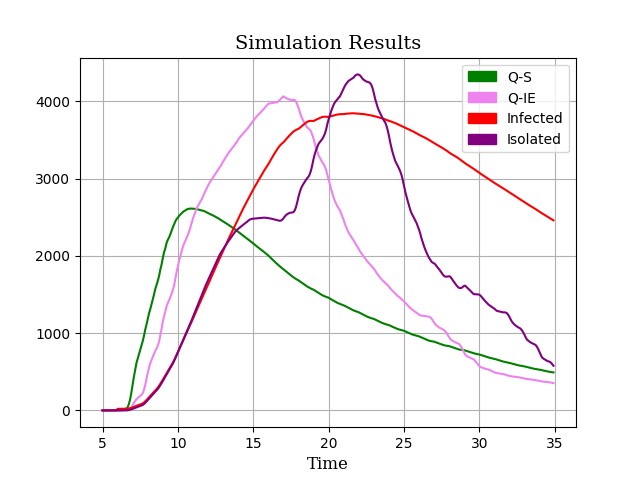 Simulation Results
Q-S
Q-IE
Infected
Isolated
4000
3000
2000
1000
0
5 10 15 20 25 30 35
Time